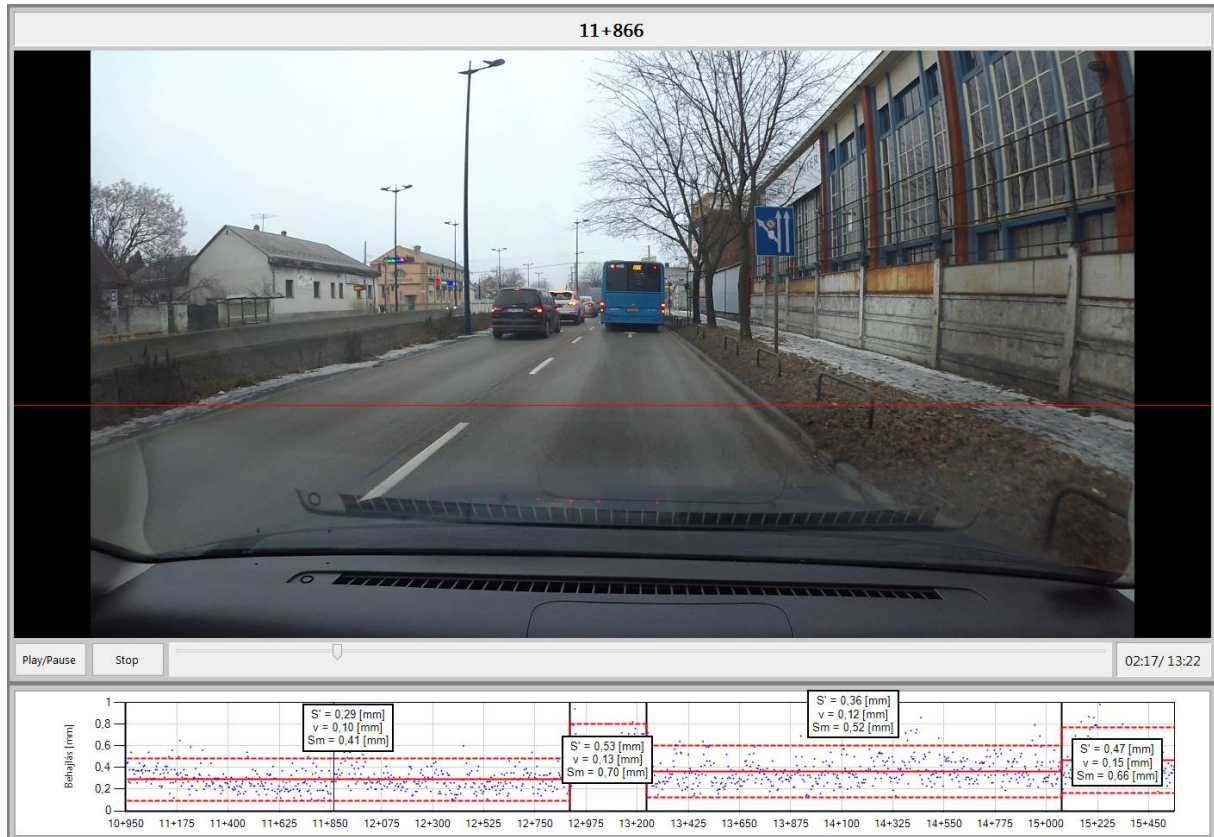 11+866
Play/Pause
Stop
02:17/ 13:22
Behajlás [mm]
1
0,8
0,6
0,4
0,2
0
S' = 0,29 [mm]
v = 0,10 [mm]
Sm = 0,41 [mm]
S' = 0,53 [mm]
v = 0,13 [mm]
Sm = 0,70 [mm]
S' = 0,36 [mm]
v = 0,12 [mm]
Sm = 0,52 [mm]
S' = 0,47 [mm]
v = 0,15 [mm]
Sm = 0,66 [mm]
10+950 11+175 11+400 11+625 11+850 12+075 12+300 12+525 12+750 12+975 13+200 13+425 13+650 13+875 14+100 14+325 14+550 14+775 15+000 15+225 15+450